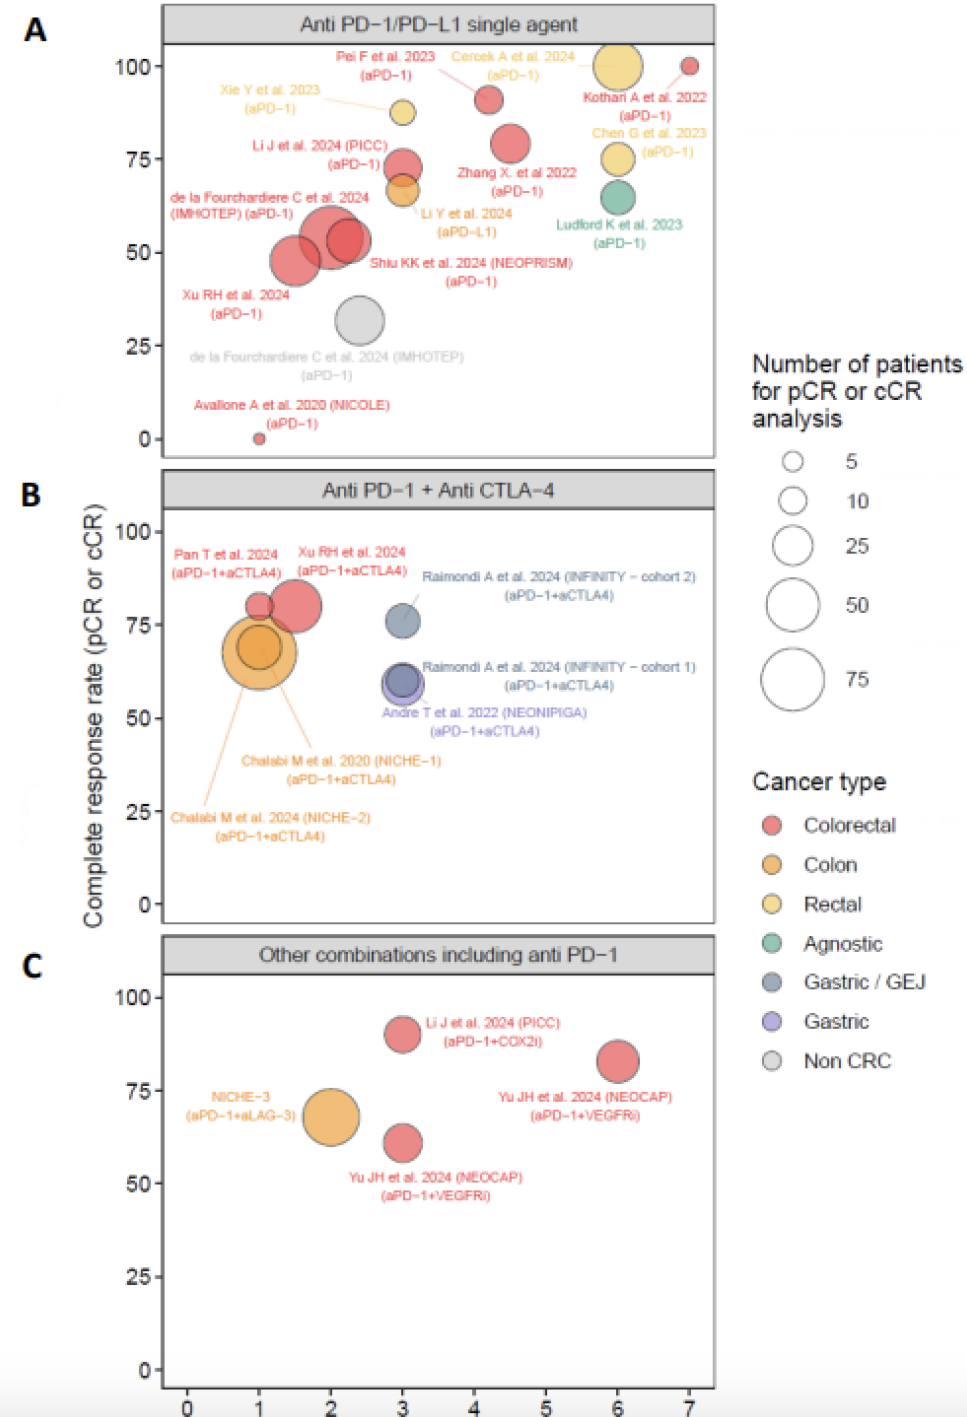 A
Anti PD−1/PD−L1 single agent
100
75
50
25
0
Pei F et al. 2023
(aPD−1)
Cercek A et al. 2024
(aPD−1)
Xie Y et al. 2023
(aPD−1)
Kothari A et al. 2022
(aPD−1)
Chen G et al. 2023
(aPD−1)
Li J et al. 2024 (PICC)
(aPD−1)
Zhang X. et al 2022
(aPD−1)
de la Fourchardiere C et al. 2024
(IMHOTEP) (aPD-1)
Li Y et al. 2024
(aPD−L1)
Ludford K et al. 2023
(aPD−1)
Shiu KK et al. 2024 (NEOPRISM)
(aPD−1)
Xu RH et al. 2024
(aPD−1)
de la Fourchardiere C et al. 2024 (IMHOTEP)
(aPD−1)
Avallone A et al. 2020 (NICOLE)
(aPD−1)
B
Anti PD−1 + Anti CTLA−4
Complete response rate (pCR or cCR)
100
75
50
25
0
Pan T et al. 2024
(aPD−1+aCTLA4)
Xu RH et al. 2024
(aPD−1+aCTLA4)
Raimondi A et al. 2024 (INFINITY − cohort 2)
(aPD−1+aCTLA4)
Raimondi A et al. 2024 (INFINITY − cohort 1)
(aPD−1+aCTLA4)
Andre T et al. 2022 (NEONIPIGA)
(aPD−1+aCTLA4)
Chalabi M et al. 2020 (NICHE−1)
(aPD−1+aCTLA4)
Chalabi M et al. 2024 (NICHE−2)
(aPD−1+aCTLA4)
C
Other combinations including anti PD−1
100
75
50
25
0
Li J et al. 2024 (PICC)
(aPD−1+COX2i)
NICHE−3
(aPD−1+aLAG−3)
Yu JH et al. 2024 (NEOCAP)
(aPD−1+VEGFRi)
Yu JH et al. 2024 (NEOCAP)
(aPD−1+VEGFRi)
0 1 2 3 4 5 6 7
Number of patients
for pCR or cCR
analysis
5
10
25
50
75
Cancer type
Colorectal
Colon
Rectal
Agnostic
Gastric / GEJ
Gastric
Non CRC